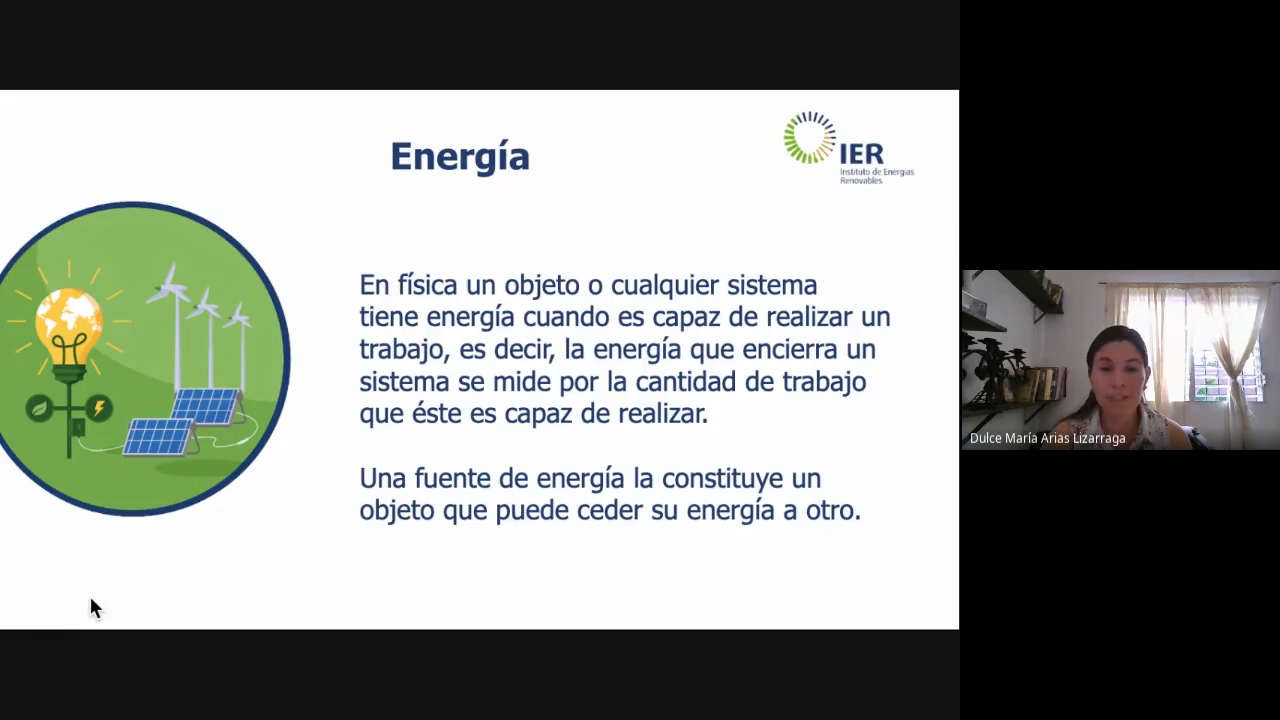 Energía
IER
Instituto de Energías
Renovables
En física un objeto o cualquier sistema
tiene energía cuando es capaz de realizar un
trabajo, es decir, la energía que encierra un
sistema se mide por la cantidad de trabajo
que éste es capaz de realizar.
Una fuente de energía la constituye un
objeto que puede ceder su energía a otro.
Dulce María Arias Lizarraga